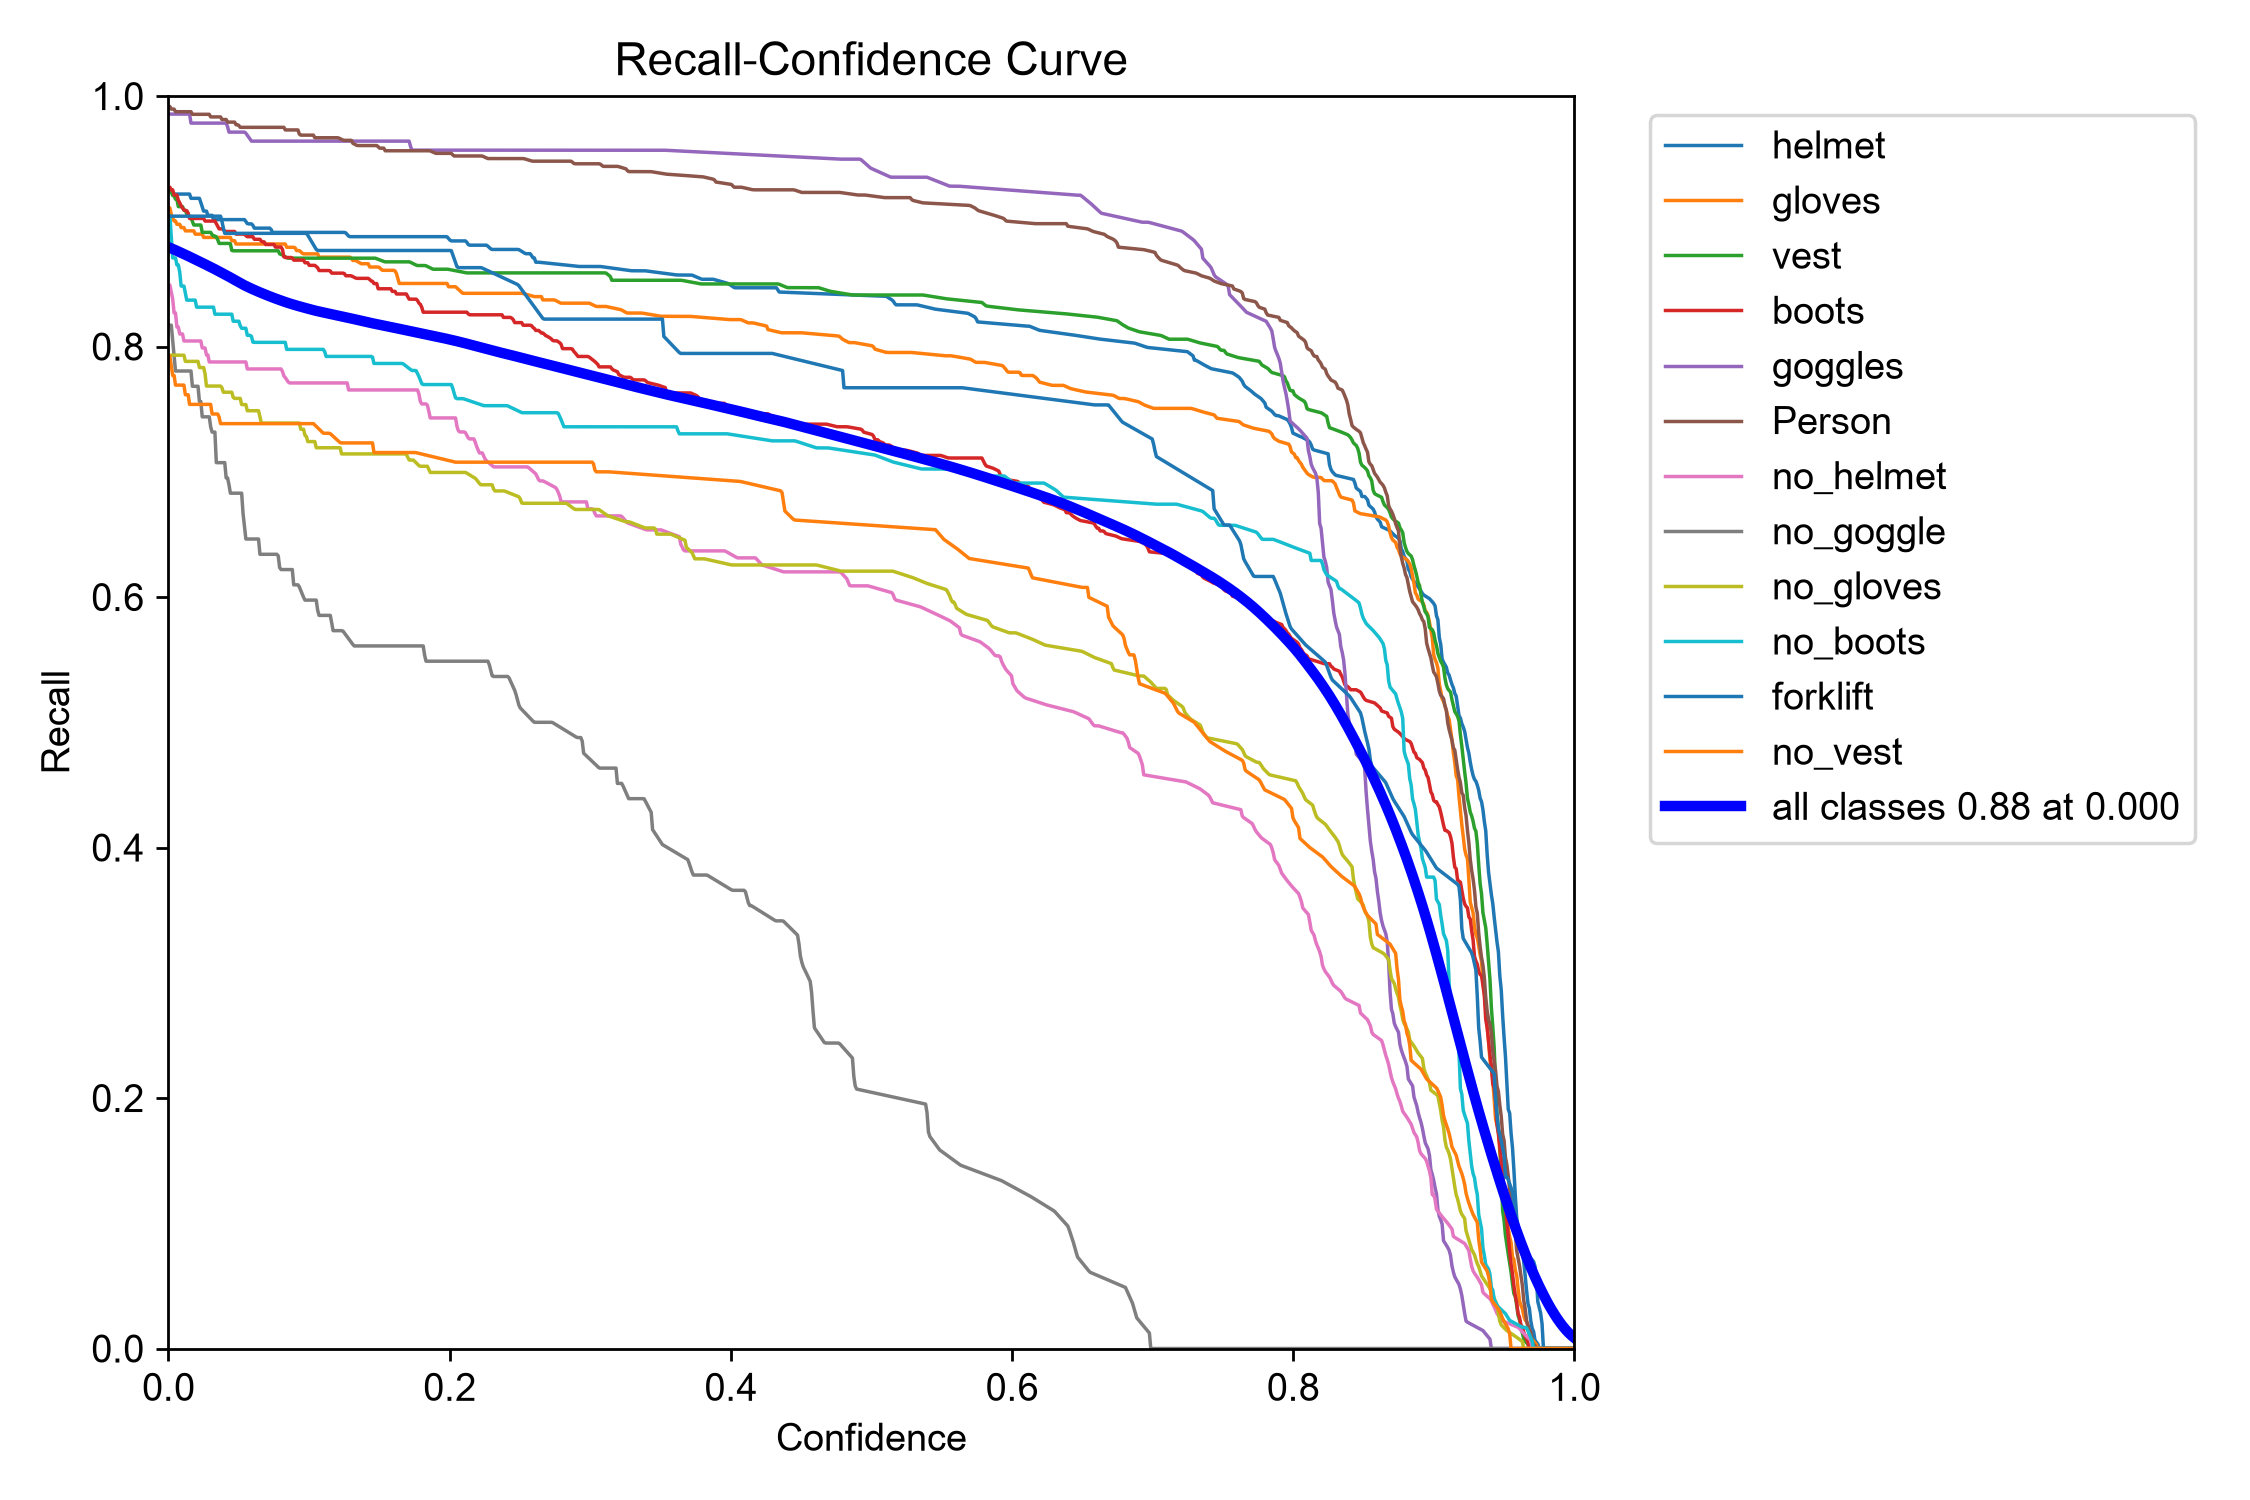 Recall-Confidence Curve
1.0
0.8
0.6
0.4
0.2
0.0
Recall
0.0 0.2 0.4 0.6 0.8 1.0
Confidence
helmet
gloves
vest
boots
goggles
Person
no_helmet
no_goggle
no_gloves
no_boots
forklift
no_vest
all classes 0.88 at 0.000